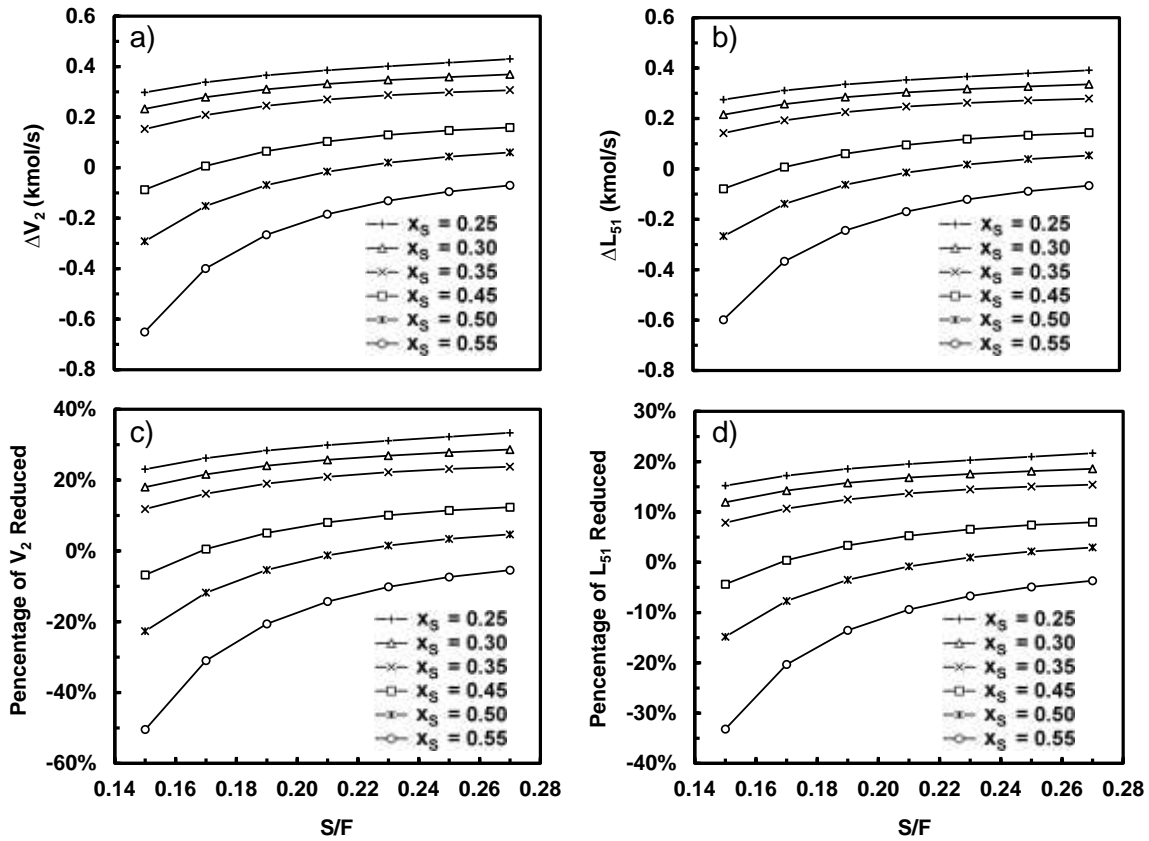 a)
0.6
0.4
0.2
0
-0.2
-0.4
-0.6
-0.8
ΔV2 (kmol/s)
xS = 0.25
xS = 0.30
xS = 0.35
xS = 0.45
xS = 0.50
xS = 0.55
b)
0.6
0.4
0.2
0
-0.2
-0.4
-0.6
-0.8
ΔL51 (kmol/s)
xS = 0.25
xS = 0.30
xS = 0.35
xS = 0.45
xS = 0.50
xS = 0.55
c)
40%
20%
0%
-20%
-40%
-60%
Pencentage of V2 Reduced
xS = 0.25
xS = 0.30
xS = 0.35
xS = 0.45
xS = 0.50
xS = 0.55
0.14 0.16 0.18 0.20 0.22 0.24 0.26 0.28
S/F
d)
30%
20%
10%
0%
-10%
-20%
-30%
-40%
Pencentage of L51 Reduced
xS = 0.25
xS = 0.30
xS = 0.35
xS = 0.45
xS = 0.50
xS = 0.55
0.14 0.16 0.18 0.20 0.22 0.24 0.26 0.28
S/F